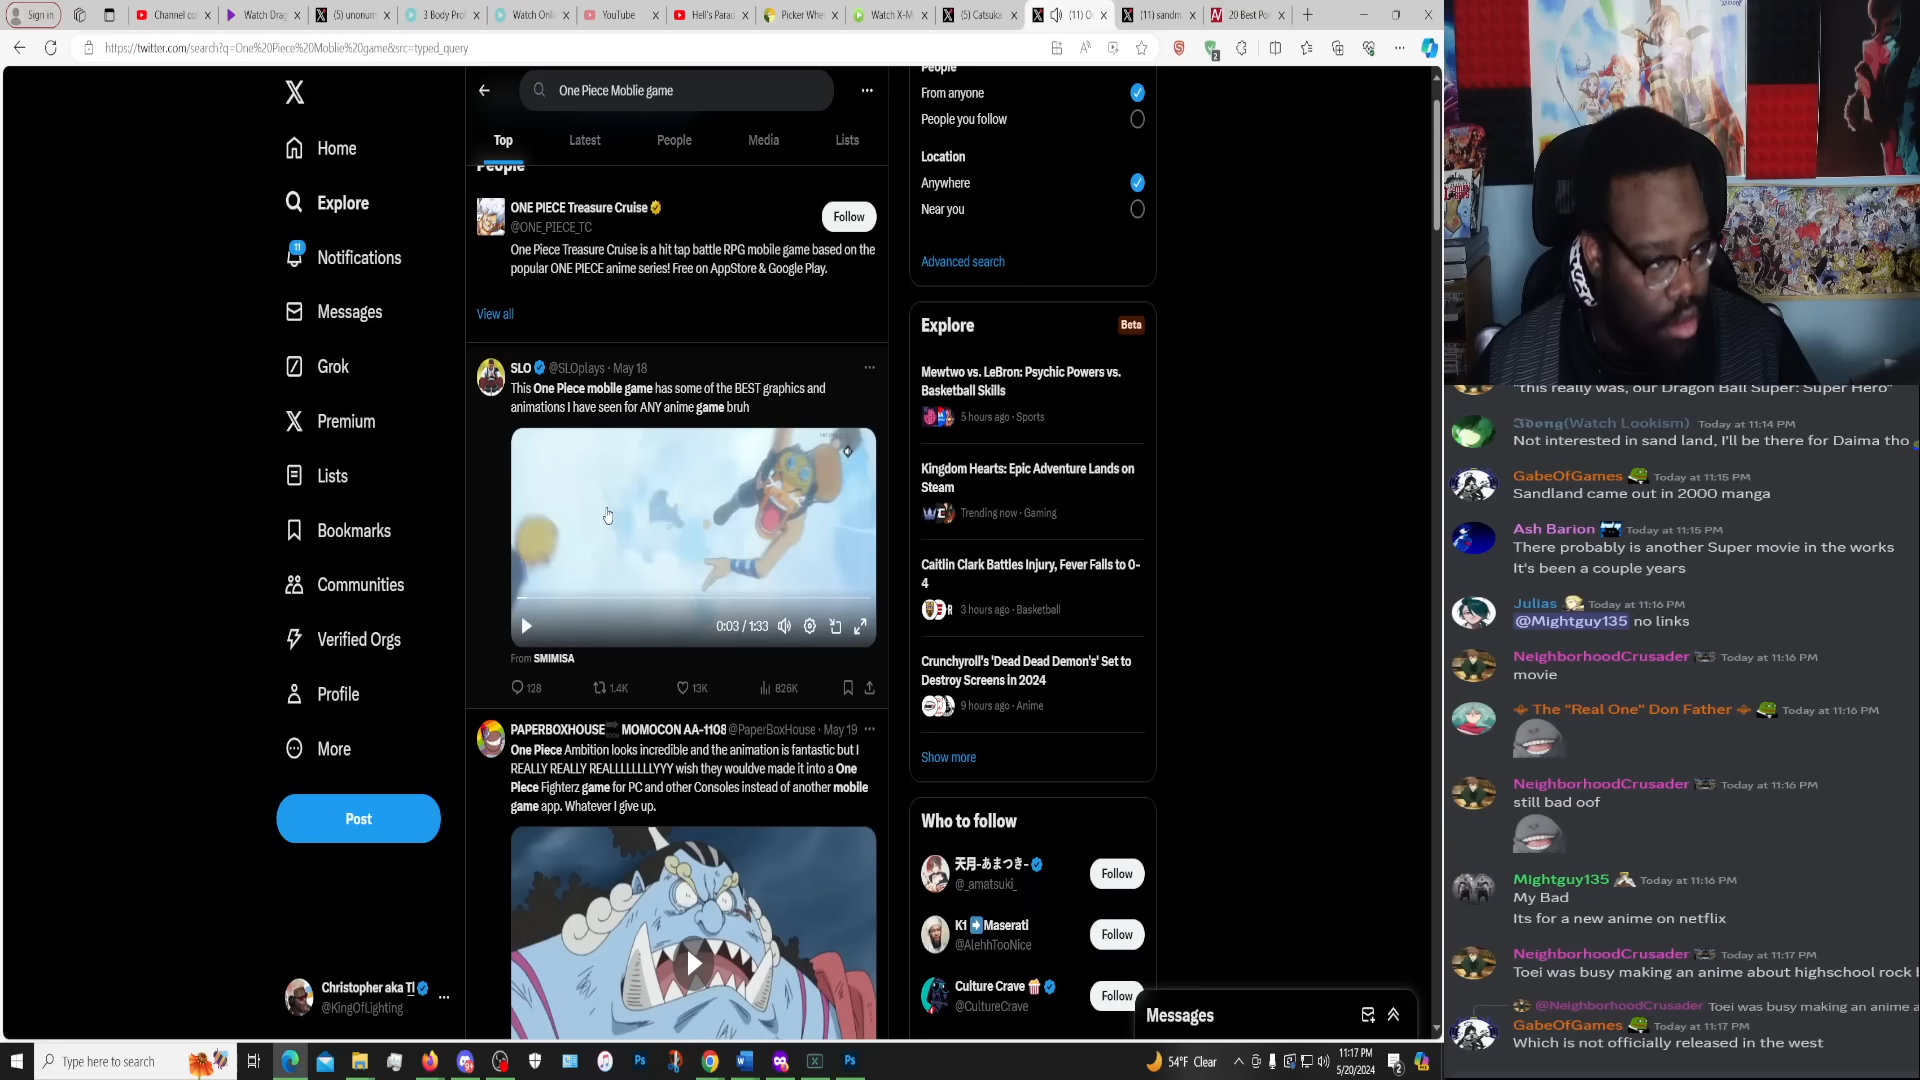 Sign in
Channel co
Watch Drag
(5) unonum
3 Body Pro
Watch Onli
YouTube
Hell's Parad
Picker Whe
Watch X-M
(5) Catsuka
(11) O
(11) sandm
20 Best Po
https://twitter.com/search?q=One%20Piece%20Moblie%20game&src=typed_query
One Piece Moblie game
Top
Latest
People
Media
Lists
Home
Explore
11
Notifications
Messages
Grok
Premium
Lists
Bookmarks
Communities
Verified Orgs
Profile
More
Post
Christopher aka T!
@KingOfLighting
People
ONE PIECE Treasure Cruise
@ONE_PIECE_TC
Follow
One Piece Treasure Cruise is a hit tap battle RPG mobile game based on the
popular ONE PIECE anime series! Free on AppStore & Google Play.
View all
SLO @SLOplays · May 18
This One Piece mobile game has some of the BEST graphics and
animations I have seen for ANY anime game bruh
0:03 / 1:33
From SMIMISA
128
1.4K
13K
826K
PAPERBOXHOUSE MOMOCON AA-1108 @PaperBoxHouse · May 19
One Piece Ambition looks incredible and the animation is fantastic but I
REALLY REALLY REALLLLLLLLYYY wish they wouldve made it into a One
Piece Fighterz game for PC and other Consoles instead of another mobile
game app. Whatever I give up.
People
From anyone
People you follow
Location
Anywhere
Near you
Advanced search
Explore
Beta
Mewtwo vs. LeBron: Psychic Powers vs.
Basketball Skills
5 hours ago · Sports
Kingdom Hearts: Epic Adventure Lands on
Steam
Trending now · Gaming
Caitlin Clark Battles Injury, Fever Falls to 0-
4
3 hours ago · Basketball
Crunchyroll's 'Dead Dead Demon's' Set to
Destroy Screens in 2024
9 hours ago · Anime
Show more
Who to follow
天月-あまつき-
@_amatsuki_
Follow
K1 Maserati
@AlehhTooNice
Follow
Culture Crave
@CultureCrave
Follow
Messages
"this really was, our Dragon Ball Super: Super Hero"
(Watch Lookism) Today at 11:14 PM
Not interested in sand land, I'll be there for Daima tho
GabeOfGames Today at 11:15 PM
Sandland came out in 2000 manga
Ash Barion Today at 11:15 PM
There probably is another Super movie in the works
It's been a couple years
Julias Today at 11:16 PM
@Mightguy135 no links
NeighborhoodCrusader Today at 11:16 PM
movie
The "Real One" Don Father Today at 11:16 PM
NeighborhoodCrusader Today at 11:16 PM
still bad oof
Mightguy135 Today at 11:16 PM
My Bad
Its for a new anime on netflix
NeighborhoodCrusader Today at 11:17 PM
Toei was busy making an anime about highschool rock b
@NeighborhoodCrusader Toei was busy making an anime a
GabeOfGames Today at 11:17 PM
Which is not officially released in the west
Type here to search
54°F Clear
11:17 PM
5/20/2024